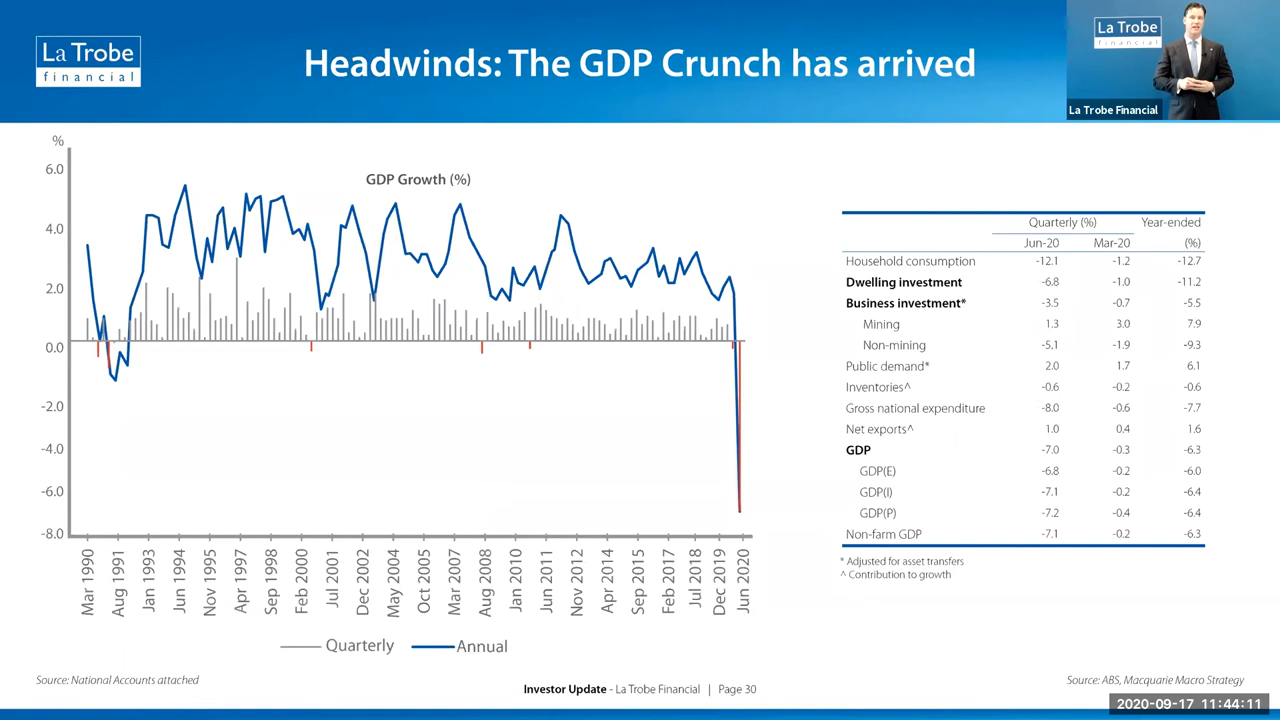 La Trobe
financial
Headwinds: The GDP Crunch has arrived
La Trobe
financial
La Trobe Financial
%
GDP Growth (%)
6.0
4.0
2.0
0.0
-2.0
-4.0
-6.0
-8.0
Mar 1990
Aug 1991
Jan 1993
Jun 1994
Nov 1995
Apr 1997
Sep 1998
Feb 2000
Jul 2001
Dec 2002
May 2004
Oct 2005
Mar 2007
Aug 2008
Jan 2010
Jun 2011
Nov 2012
Apr 2014
Sep 2015
Feb 2017
Jul 2018
Dec 2019
Jun 2020
Quarterly Annual
Quarterly (%) Year-ended
Jun-20 Mar-20 (%)
Household consumption -12.1 -1.2 -12.7
Dwelling investment -6.8 -1.0 -11.2
Business investment* -3.5 -0.7 -5.5
Mining 1.3 3.0 7.9
Non-mining -5.1 -1.9 -9.3
Public demand* 2.0 1.7 6.1
Inventories^ -0.6 -0.2 -0.6
Gross national expenditure -8.0 -0.6 -7.7
Net exports^ 1.0 0.4 1.6
GDP -7.0 -0.3 -6.3
GDP(E) -6.8 -0.2 -6.0
GDP(I) -7.1 -0.2 -6.4
GDP(P) -7.2 -0.4 -6.4
Non-farm GDP -7.1 -0.2 -6.3
* Adjusted for asset transfers
^ Contribution to growth
Source: National Accounts attached
Investor Update - La Trobe Financial | Page 30
Source: ABS, Macquarie Macro Strategy
2020-09-17 11:44:11